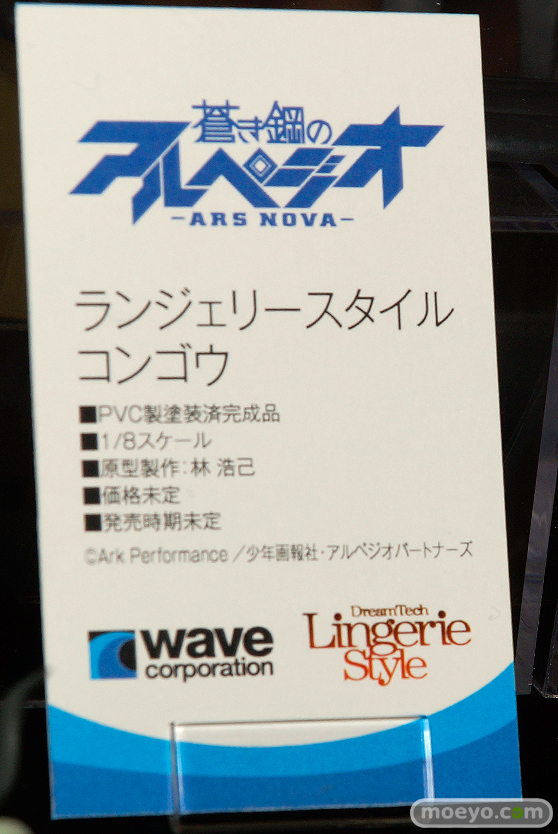 蒼き鋼の
アルペジオ
-ARS NOVA-
ランジェリースタイル
コンゴウ
■PVC製塗装済完成品
■1/8スケール
■原型製作：林 浩己
■価格未定
■発売時期未定
©Ark Performance／少年画報社・アルペジオパートナーズ
wave
corporation
DreamTech
Lingerie
Style
moeyo.com